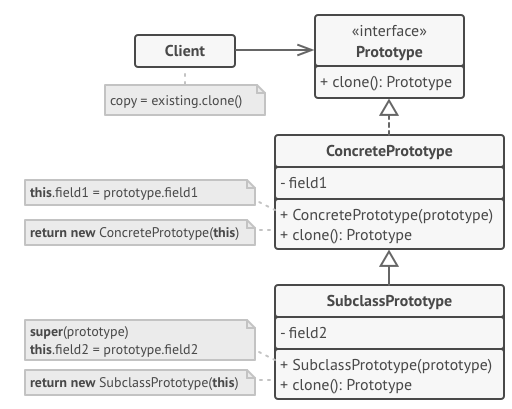 «interface»
Prototype
Client
+ clone(): Prototype
copy = existing.clone()
ConcretePrototype
- field1
this.field1 = prototype.field1
+ ConcretePrototype(prototype)
return new ConcretePrototype(this)
+ clone(): Prototype
SubclassPrototype
- field2
super(prototype)
this.field2 = prototype.field2
+ SubclassPrototype(prototype)
return new SubclassPrototype(this)
+ clone(): Prototype